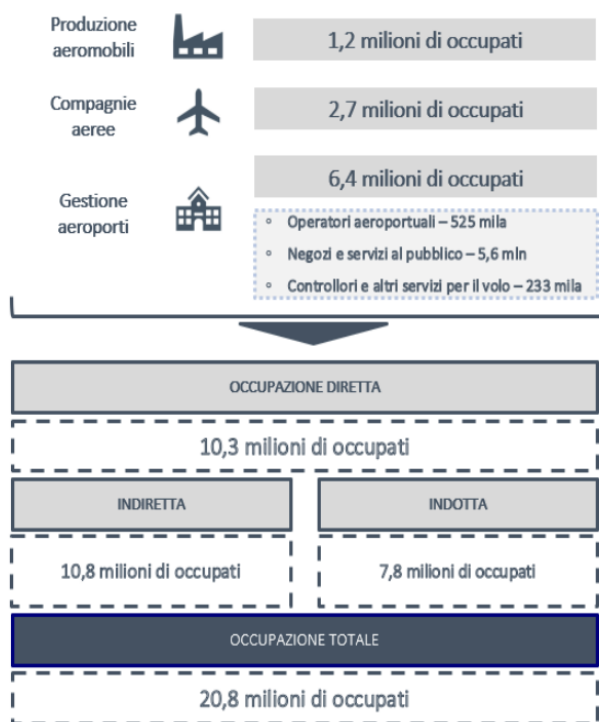 Produzione
aeromobili
1,2 milioni di occupati
Compagnie
aeree
2,7 milioni di occupati
Gestione
aeroporti
6,4 milioni di occupati
Operatori aeroportuali – 525 mila
Negozi e servizi al pubblico – 5,6 mln
Controllori e altri servizi per il volo – 233 mila
OCCUPAZIONE DIRETTA
10,3 milioni di occupati
INDIRETTA
INDOTTA
10,8 milioni di occupati
7,8 milioni di occupati
OCCUPAZIONE TOTALE
20,8 milioni di occupati